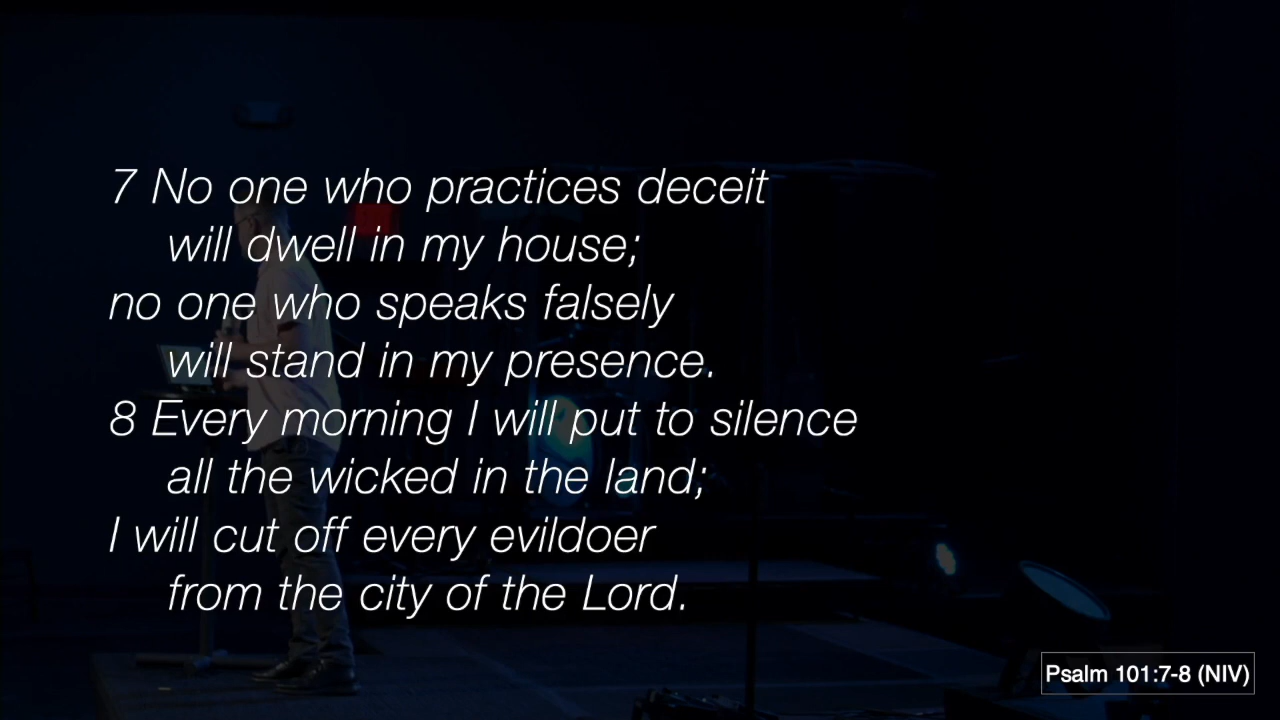 7 No one who practices deceit
will dwell in my house;
no one who speaks falsely
will stand in my presence.
8 Every morning I will put to silence
all the wicked in the land;
I will cut off every evildoer
from the city of the Lord.
Psalm 101:7-8 (NIV)